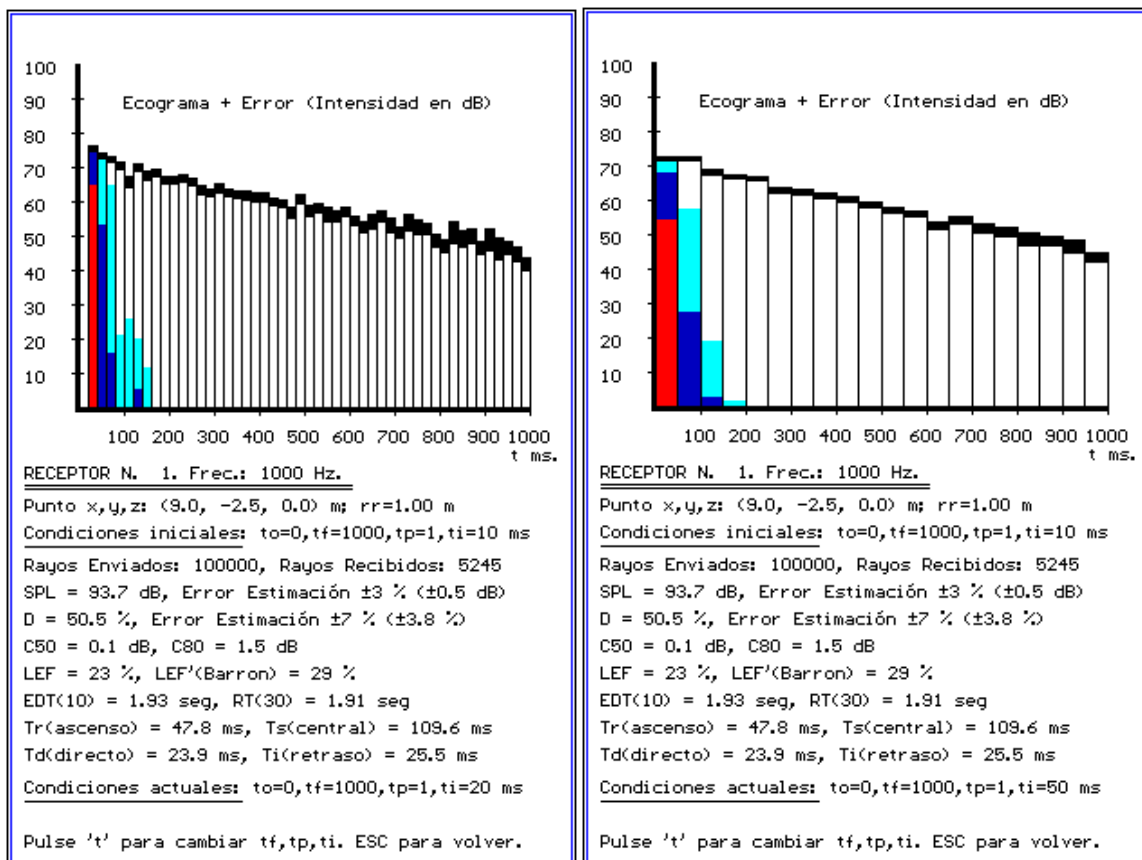 100
90
Ecograma + Error (Intensidad en dB)
80
70
60
50
40
30
20
10
100 200 300 400 500 600 700 800 900 1000
t ms.
RECEPTOR N. 1. Frec.: 1000 Hz.
Punto x,y,z: (9.0, -2.5, 0.0) m; rr=1.00 m
Condiciones iniciales: to=0,tf=1000,tp=1,ti=10 ms
Rayos Enviados: 100000, Rayos Recibidos: 5245
SPL = 93.7 dB, Error Estimación ±3 % (±0.5 dB)
D = 50.5 %, Error Estimación ±7 % (±3.8 %)
C50 = 0.1 dB, C80 = 1.5 dB
LEF = 23 %, LEF'(Barron) = 29 %
EDT(10) = 1.93 seg, RT(30) = 1.91 seg
Tr(ascenso) = 47.8 ms, Ts(central) = 109.6 ms
Td(directo) = 23.9 ms, Ti(retraso) = 25.5 ms
Condiciones actuales: to=0,tf=1000,tp=1,ti=20 ms
Pulse 't' para cambiar tf,tp,ti. ESC para volver.
100
90
Ecograma + Error (Intensidad en dB)
80
70
60
50
40
30
20
10
100 200 300 400 500 600 700 800 900 1000
t ms.
RECEPTOR N. 1. Frec.: 1000 Hz.
Punto x,y,z: (9.0, -2.5, 0.0) m; rr=1.00 m
Condiciones iniciales: to=0,tf=1000,tp=1,ti=10 ms
Rayos Enviados: 100000, Rayos Recibidos: 5245
SPL = 93.7 dB, Error Estimación ±3 % (±0.5 dB)
D = 50.5 %, Error Estimación ±7 % (±3.8 %)
C50 = 0.1 dB, C80 = 1.5 dB
LEF = 23 %, LEF'(Barron) = 29 %
EDT(10) = 1.93 seg, RT(30) = 1.91 seg
Tr(ascenso) = 47.8 ms, Ts(central) = 109.6 ms
Td(directo) = 23.9 ms, Ti(retraso) = 25.5 ms
Condiciones actuales: to=0,tf=1000,tp=1,ti=50 ms
Pulse 't' para cambiar tf,tp,ti. ESC para volver.